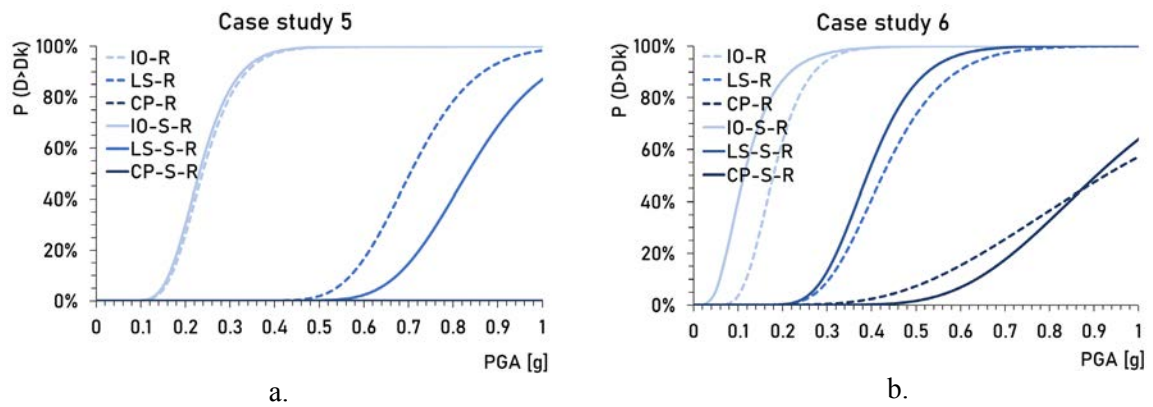 Case study 5
P (D>Dk)
100%
80%
60%
40%
20%
0%
IO-R
LS-R
CP-R
IO-S-R
LS-S-R
CP-S-R
0 0.1 0.2 0.3 0.4 0.5 0.6 0.7 0.8 0.9 1
PGA [g]
a.
Case study 6
P (D>Dk)
100%
80%
60%
40%
20%
0%
IO-R
LS-R
CP-R
IO-S-R
LS-S-R
CP-S-R
0 0.1 0.2 0.3 0.4 0.5 0.6 0.7 0.8 0.9 1
PGA [g]
b.